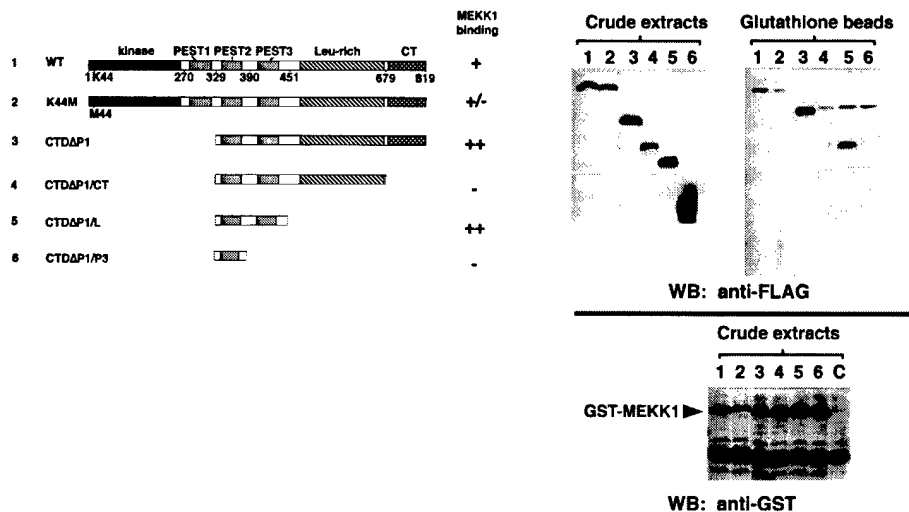 MEKK1
binding
kinase PEST1 PEST2 PEST3 Leu-rich CT
1 WT +
1 K44 270 329 390 451 679 819
2 K44M +/-
M44
3 CTDΔP1 ++
4 CTDΔP1/CT -
5 CTDΔP1/L ++
6 CTDΔP1/P3 -
Crude extracts
1 2 3 4 5 6
Glutathione beads
1 2 3 4 5 6
WB: anti-FLAG
Crude extracts
1 2 3 4 5 6 C
GST-MEKK1
WB: anti-GST